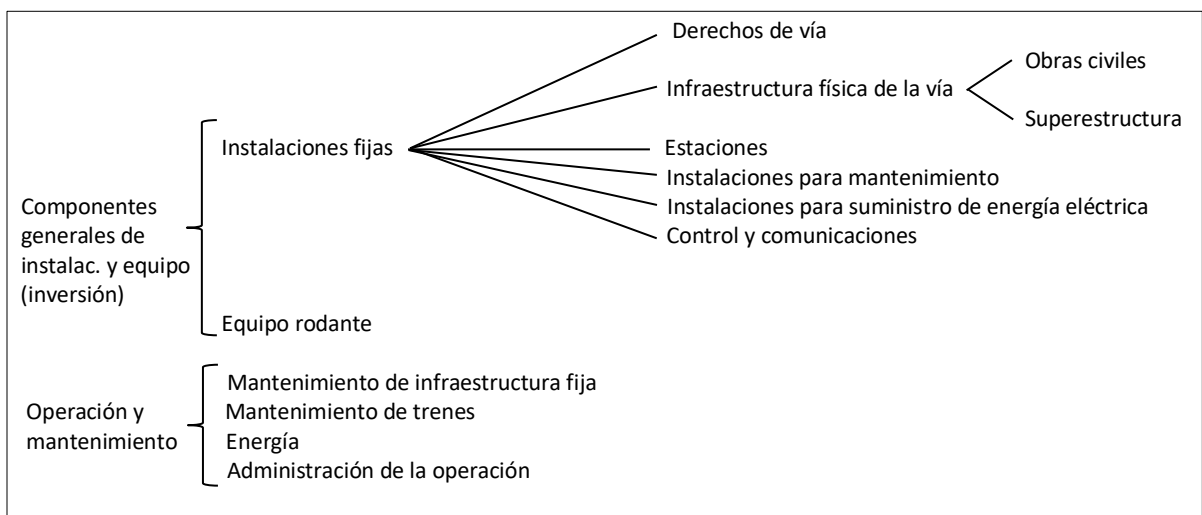 Derechos de vía
Obras civiles
Infraestructura física de la vía
Superestructura
Instalaciones fijas
Estaciones
Instalaciones para mantenimiento
Instalaciones para suministro de energía eléctrica
Control y comunicaciones
Componentes
generales de
instalac. y equipo
(inversión)
Equipo rodante
Mantenimiento de infraestructura fija
Mantenimiento de trenes
Energía
Administración de la operación
Operación y
mantenimiento